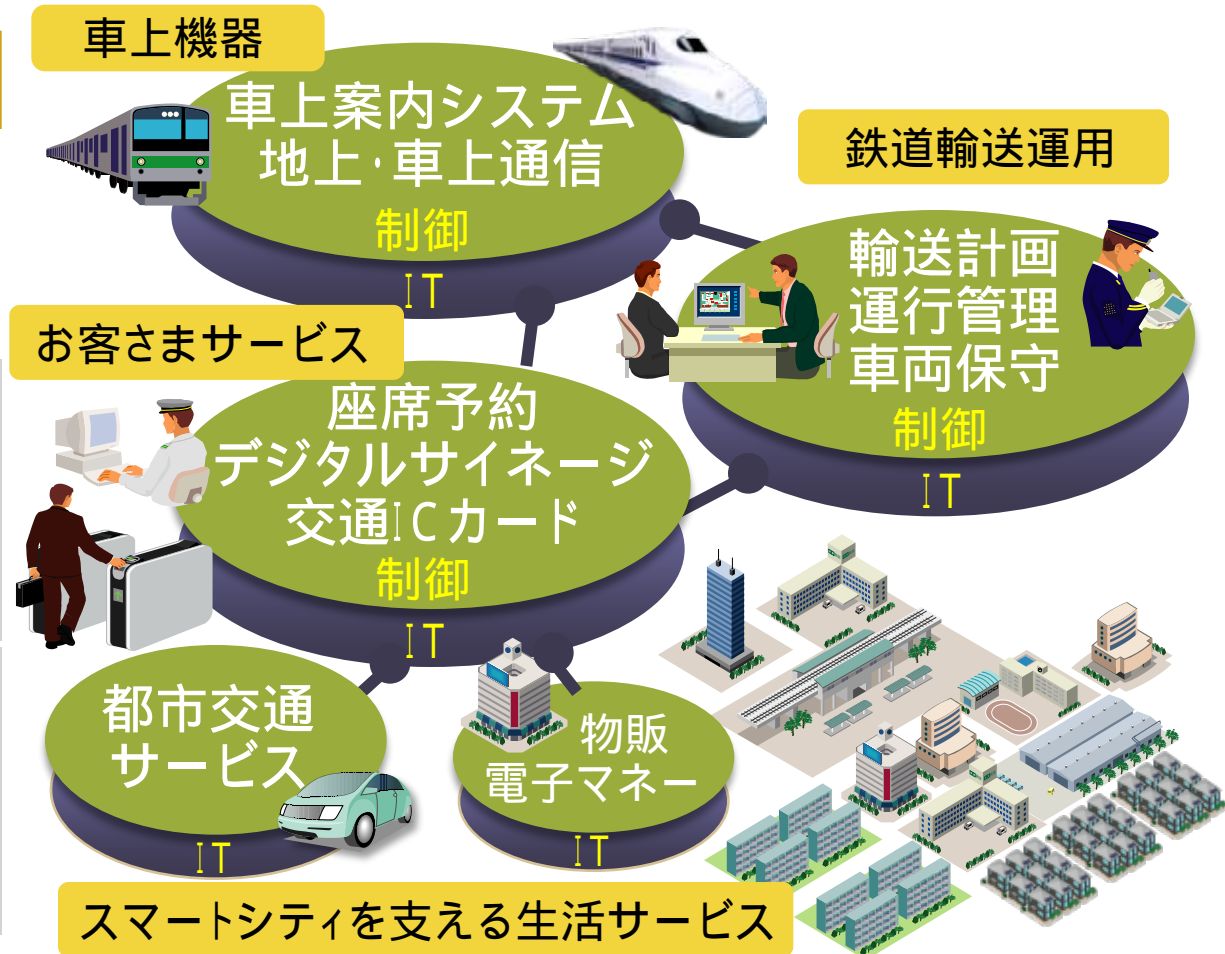 車上機器
車上案内システム
地上・車上通信
制御
IT
鉄道輸送運用
輸送計画
運行管理
車両保守
制御
IT
お客さまサービス
座席予約
デジタルサイネージ
交通ICカード
制御
IT
都市交通
サービス
IT
物販
電子マネー
IT
スマートシティを支える生活サービス